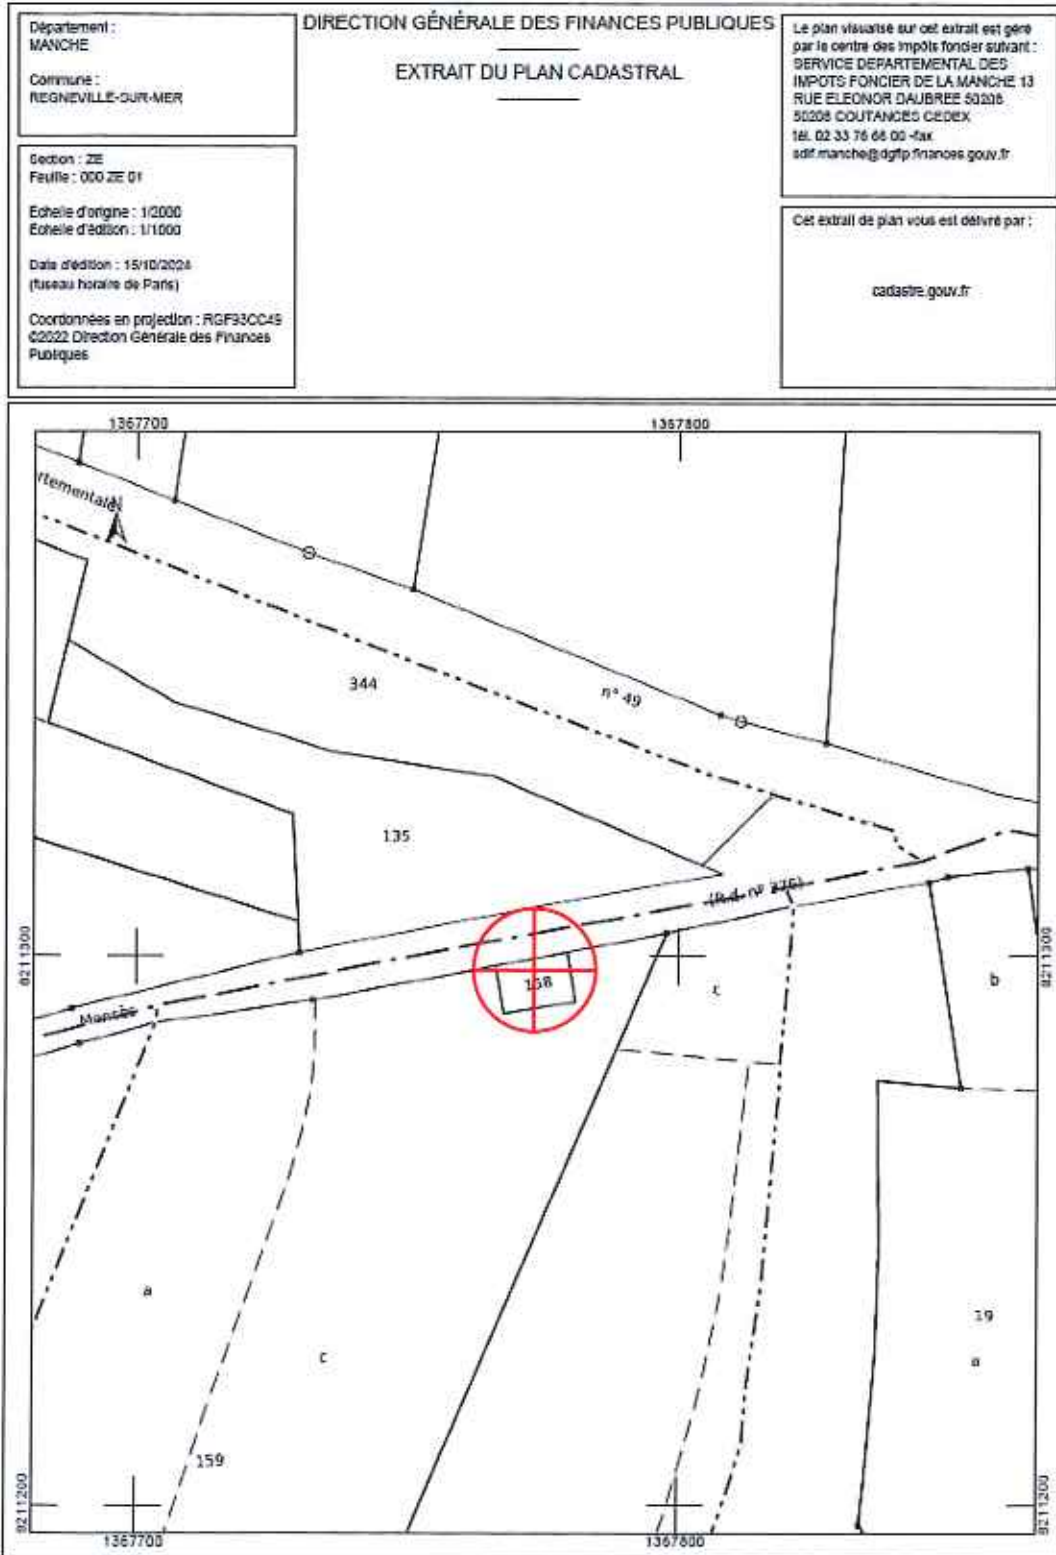 Département :
MANCHE
Commune :
REGNEVILLE-SUR-MER
Section : ZE
Feuille : 000 ZE 01
Echelle d'origine : 1/2000
Echelle d'édition : 1/1000
Date d'édition : 15/10/2024
(fuseau horaire de Paris)
Coordonnées en projection : RGF93CC49
©2022 Direction Générale des Finances
Publiques
DIRECTION GÉNÉRALE DES FINANCES PUBLIQUES
EXTRAIT DU PLAN CADASTRAL
Le plan visualisé sur cet extrait est géré
par le centre des impôts foncier suivant :
SERVICE DEPARTEMENTAL DES
IMPOTS FONCIER DE LA MANCHE 13
RUE ELEONOR DAUBREE 50208
50208 COUTANCES CEDEX
tél. 02 33 76 66 00 -fax
sdif.manche@dgfip.finances.gouv.fr
Cet extrait de plan vous est délivré par :
cadastre.gouv.fr
1367700
1367800
rtementale
N
344
n° 49
135
(R.d. n° 276)
8211300
8211300
158
c
b
a
19
c
a
159
8211200
8211200
1367700
1367800